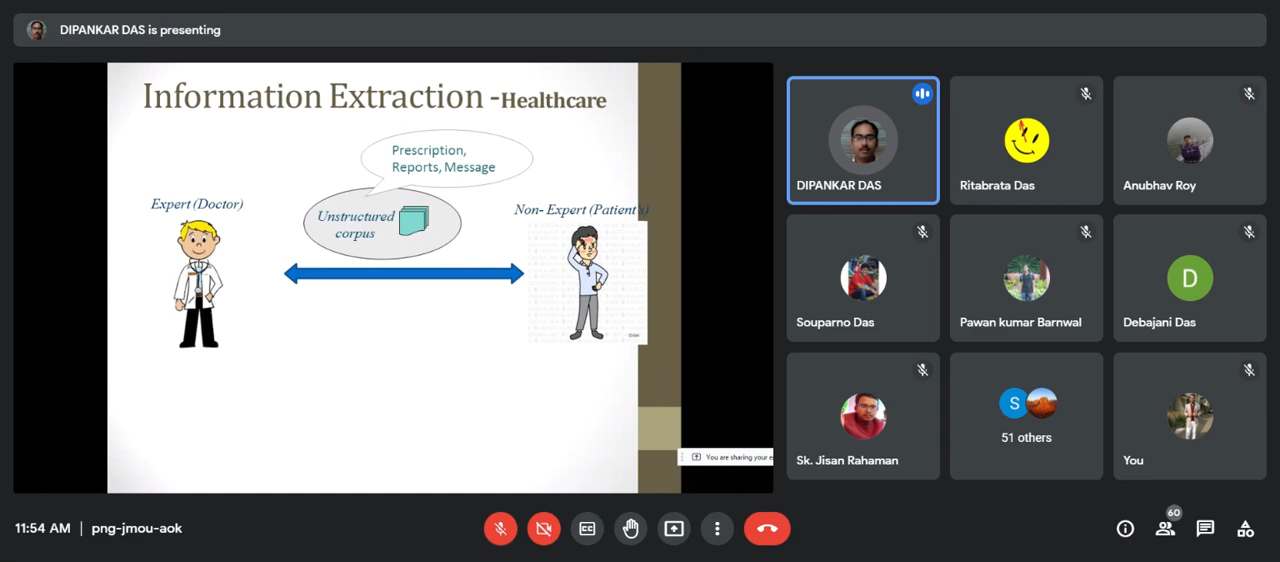 DIPANKAR DAS is presenting
Information Extraction -Healthcare
Prescription,
Reports, Message
Expert (Doctor)
Unstructured
corpus
Non- Expert (Patient's)
You are sharing your e
DIPANKAR DAS
Ritabrata Das
Anubhav Roy
Souparno Das
Pawan kumar Barnwal
D
Debajani Das
Sk. Jisan Rahaman
S
51 others
You
11:54 AM | png-jmou-aok
60